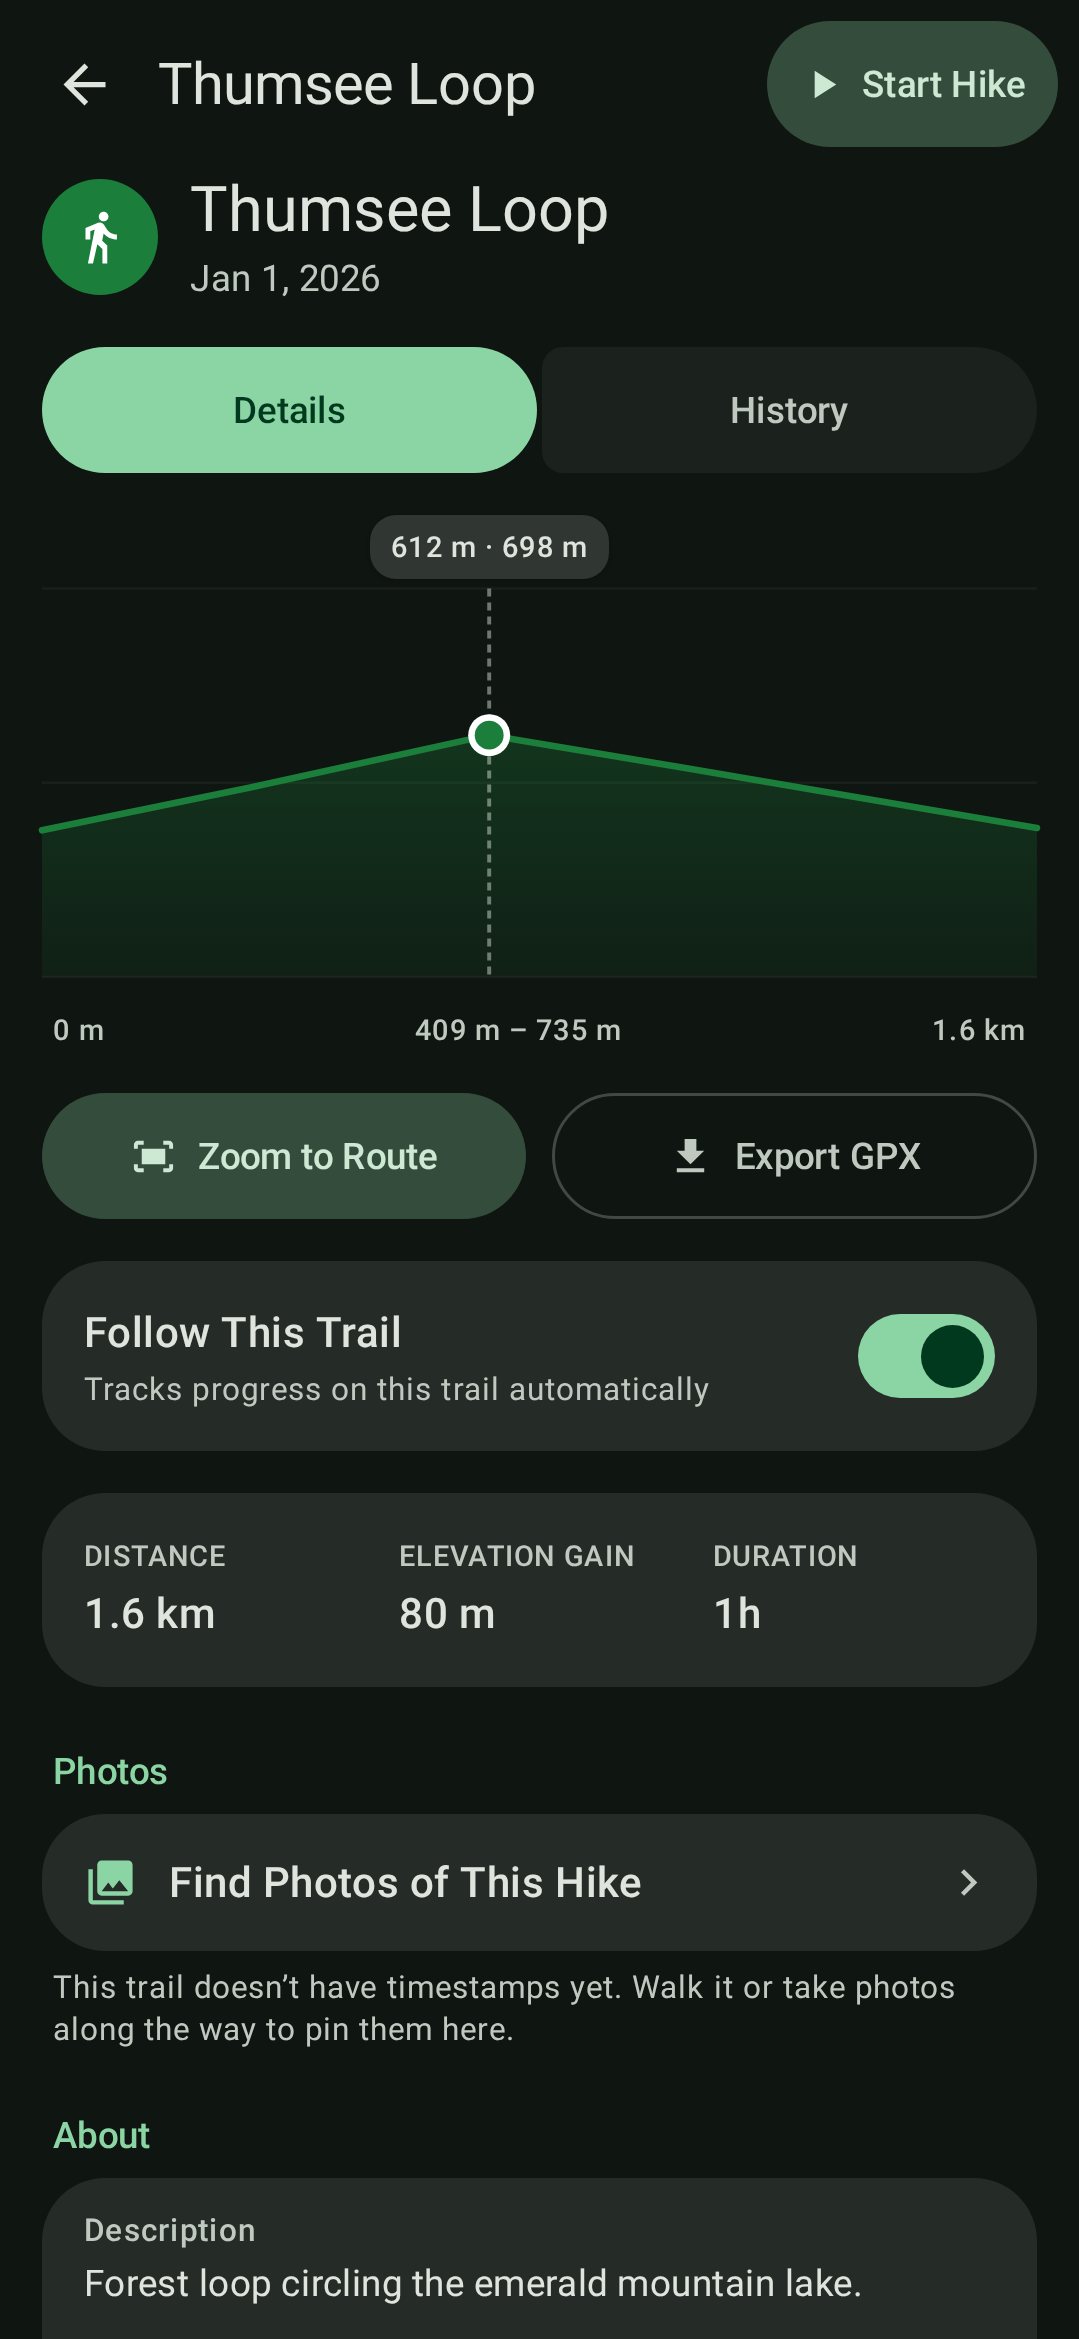 Thumsee Loop
Start Hike
Thumsee Loop
Jan 1, 2026
Details
History
612 m · 698 m
0 m
409 m – 735 m
1.6 km
Zoom to Route
Export GPX
Follow This Trail
Tracks progress on this trail automatically
DISTANCE
ELEVATION GAIN
DURATION
1.6 km
80 m
1h
Photos
Find Photos of This Hike
This trail doesn’t have timestamps yet. Walk it or take photos
along the way to pin them here.
About
Description
Forest loop circling the emerald mountain lake.